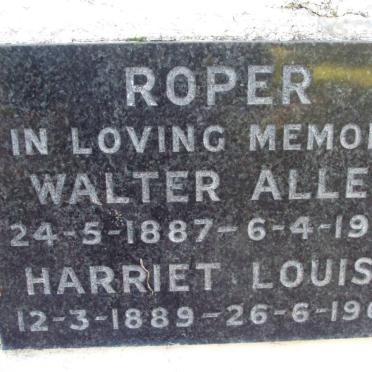 ROPER
IN LOVING MEMOR
WALTER ALLE
24-5-1887-6-4-19
HARRIET LOUIS
12-3-1889-26-6-19